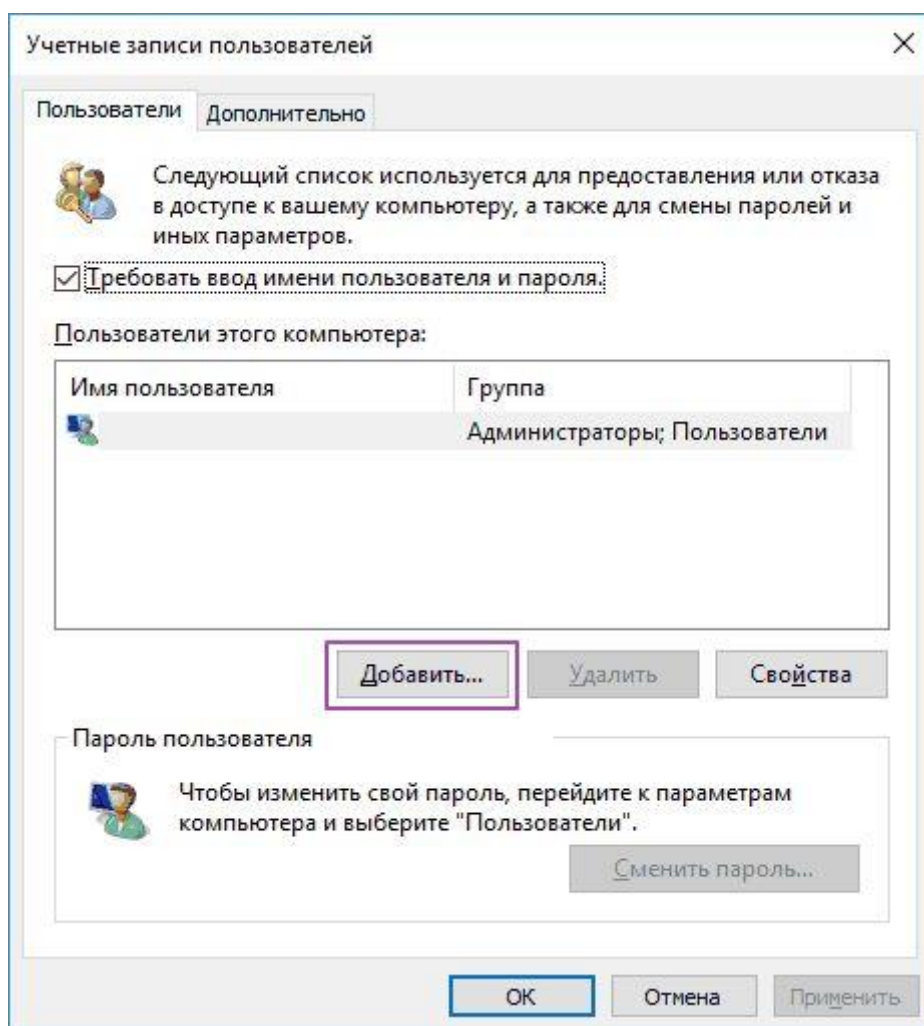 Учетные записи пользователей
Пользователи Дополнительно
Следующий список используется для предоставления или отказа
в доступе к вашему компьютеру, а также для смены паролей и
иных параметров.
Требовать ввод имени пользователя и пароля.
Пользователи этого компьютера:
Имя пользователя Группа
Администраторы; Пользователи
Добавить... Удалить Свойства
Пароль пользователя
Чтобы изменить свой пароль, перейдите к параметрам
компьютера и выберите "Пользователи".
Сменить пароль...
ОК Отмена Применить